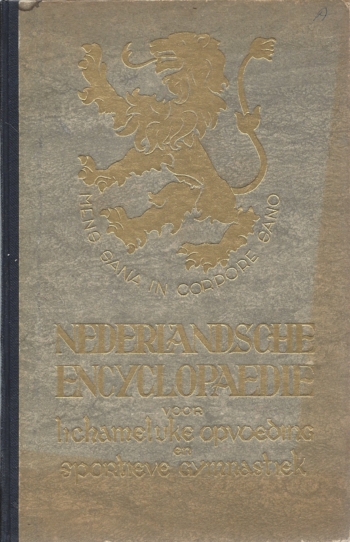 MENS SANA IN CORPORE SANO
NEDERLANDSCHE
ENCYCLOPAEDIE
voor
lichamelijke opvoeding
en
sportieve gymnastiek